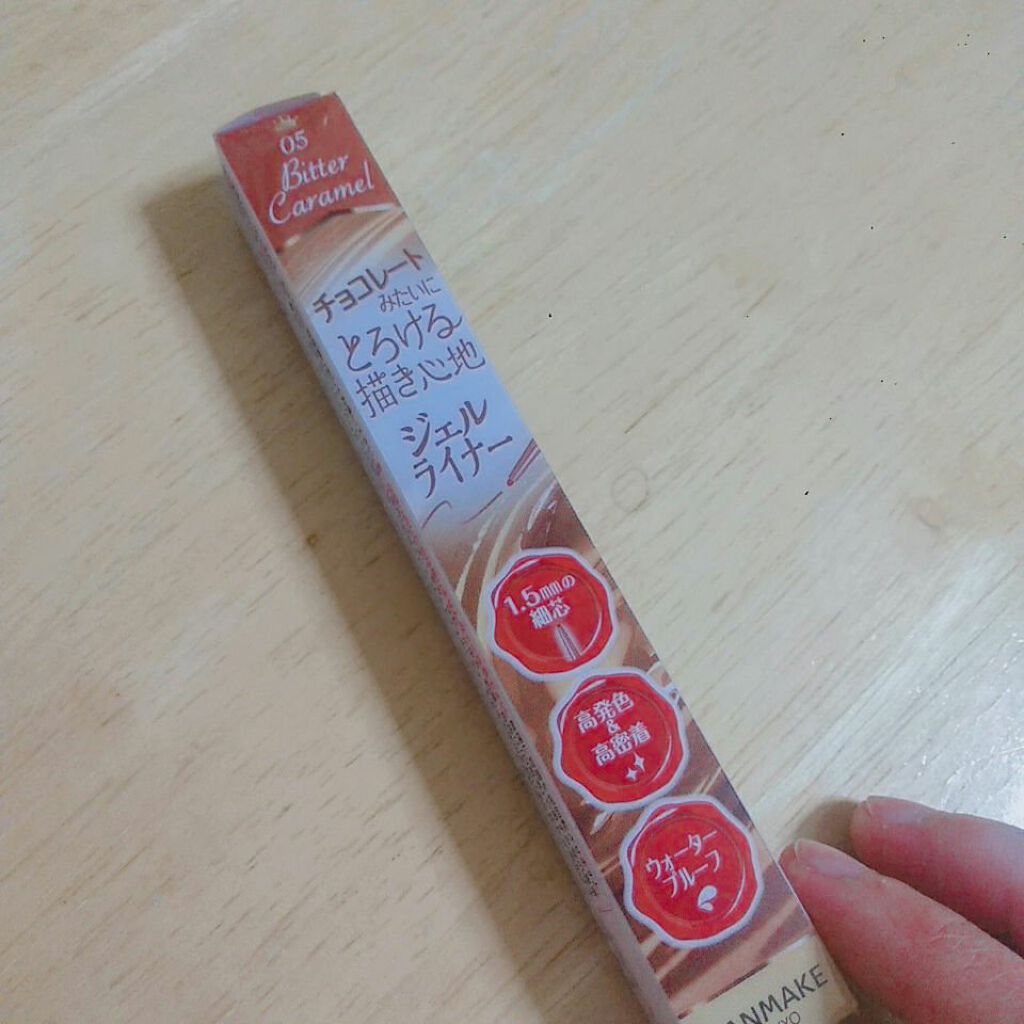 05
Bitter
Caramel
チョコレート
みたいに
とろける
描き心地
ジェル
ライナー
1.5mmの
細芯
高発色
&
高密着
ウォーター
プルーフ
ANMAKE
YO